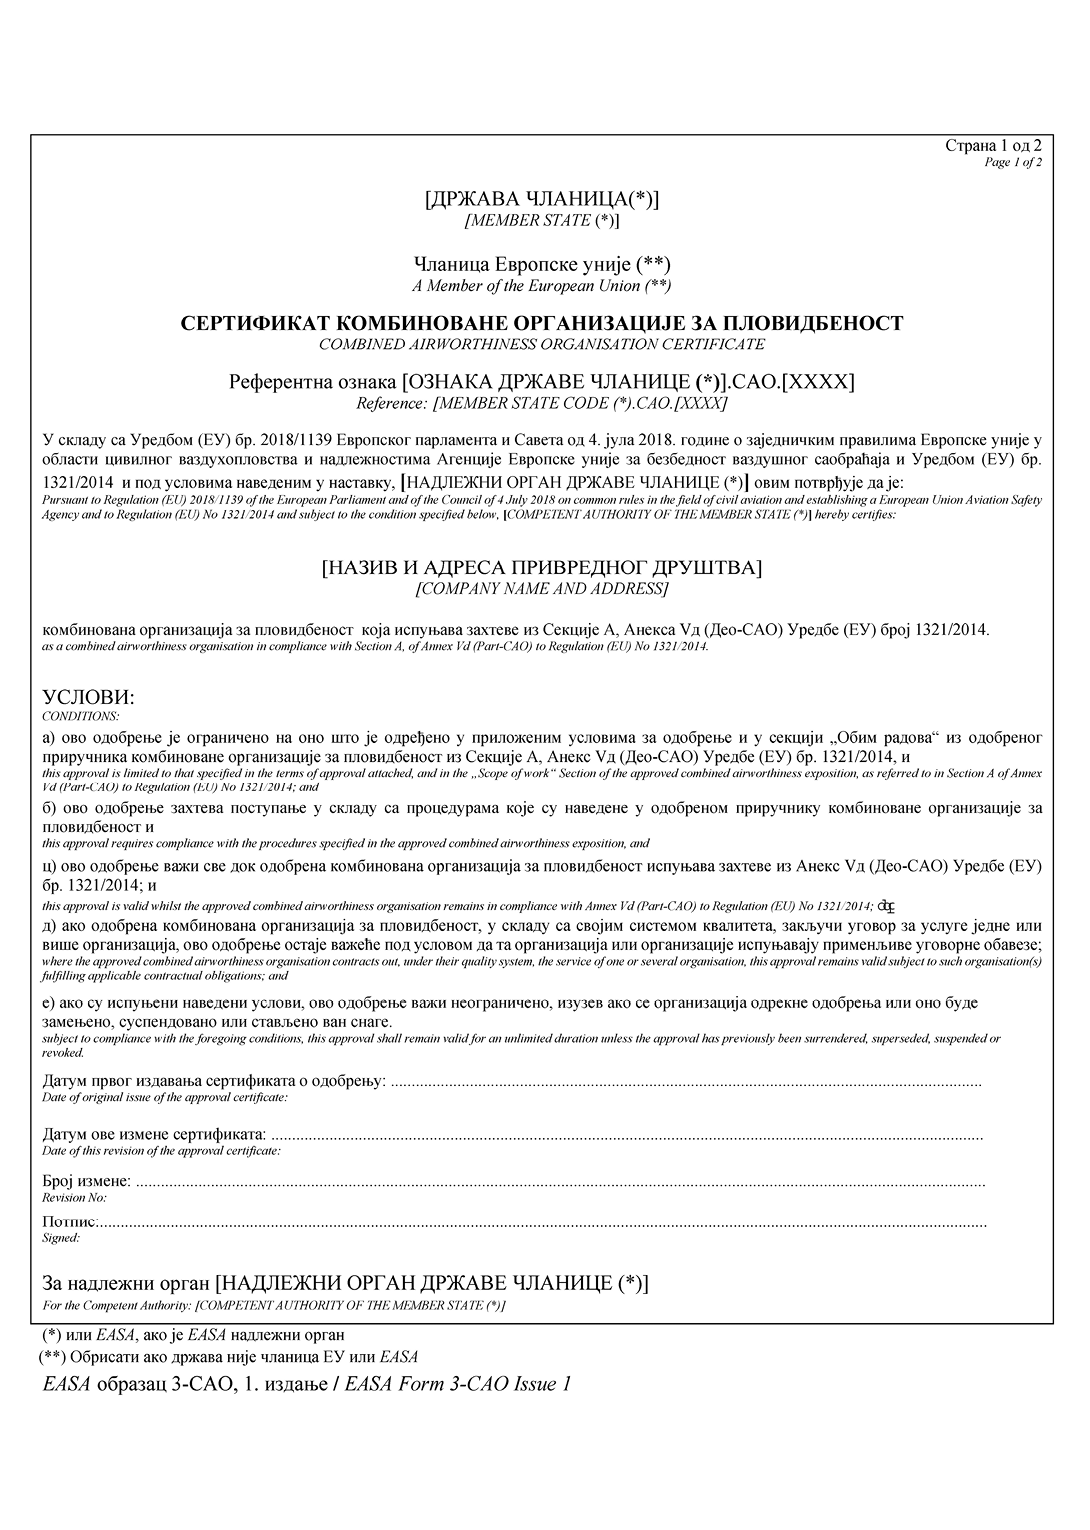 Страна 1 од 2
Page 1 of 2
[ДРЖАВА ЧЛАНИЦА(*)]
[MEMBER STATE (*)]
Чланица Европске уније (**)
A Member of the European Union (**)
СЕРТИФИКАТ КОМБИНОВАНЕ ОРГАНИЗАЦИЈЕ ЗА ПЛОВИДБЕНОСТ
COMBINED AIRWORTHINESS ORGANISATION CERTIFICATE
Референтна ознака [ОЗНАКА ДРЖАВЕ ЧЛАНИЦЕ (*)].CAO.[XXXX]
Reference: [MEMBER STATE CODE (*).CAO.[XXXX]
У складу са Уредбом (ЕУ) бр. 2018/1139 Европског парламента и Савета од 4. јула 2018. године о заједничким правилима Европске уније у
области цивилног ваздухопловства и надлежностима Агенције Европске уније за безбедност ваздушног саобраћаја и Уредбом (ЕУ) бр.
1321/2014 и под условима наведеним у наставку, [НАДЛЕЖНИ ОРГАН ДРЖАВЕ ЧЛАНИЦЕ (*)] овим потврђује да је:
Pursuant to Regulation (EU) 2018/1139 of the European Parliament and of the Council of 4 July 2018 on common rules in the field of civil aviation and establishing a European Union Aviation Safety
Agency and to Regulation (EU) No 1321/2014 and subject to the condition specified below, [COMPETENT AUTHORITY OF THE MEMBER STATE (*)] hereby certifies:
[НАЗИВ И АДРЕСА ПРИВРЕДНОГ ДРУШТВА]
[COMPANY NAME AND ADDRESS]
комбинована организација за пловидбеност која испуњава захтеве из Секције А, Анекса Vд (Део-CAO) Уредбе (ЕУ) број 1321/2014.
as a combined airworthiness organisation in compliance with Section A, of Annex Vd (Part-CAO) to Regulation (EU) No 1321/2014.
УСЛОВИ:
CONDITIONS:
а) ово одобрење је ограничено на оно што је одређено у приложеним условима за одобрење и у секцији „Обим радова“ из одобреног
приручника комбиноване организације за пловидбеност из Секције А, Анекс Vд (Део-CAO) Уредбе (ЕУ) бр. 1321/2014, и
this approval is limited to that specified in the terms of approval attached, and in the „Scope of work“ Section of the approved combined airworthiness exposition, as referred to in Section A of Annex
Vd (Part-CAO) to Regulation (EU) No 1321/2014; and
б) ово одобрење захтева поступање у складу са процедурама које су наведене у одобреном приручнику комбиноване организације за
пловидбеност и
this approval requires compliance with the procedures specified in the approved combined airworthiness exposition, and
ц) ово одобрење важи све док одобрена комбинована организација за пловидбеност испуњава захтеве из Анекс Vд (Део-CAO) Уредбе (ЕУ)
бр. 1321/2014; и
this approval is valid whilst the approved combined airworthiness organisation remains in compliance with Annex Vd (Part-CAO) to Regulation (EU) No 1321/2014;
д) ако одобрена комбинована организација за пловидбеност, у складу са својим системом квалитета, закључи уговор за услуге једне или
више организација, ово одобрење остаје важеће под условом да та организација или организације испуњавају применљиве уговорне обавезе;
where the approved combined airworthiness organisation contracts out, under their quality system, the service of one or several organisation, this approval remains valid subject to such organisation(s)
fulfilling applicable contractual obligations; and
е) ако су испуњени наведени услови, ово одобрење важи неограничено, изузев ако се организација одрекне одобрења или оно буде
замењено, суспендовано или стављено ван снаге.
subject to compliance with the foregoing conditions, this approval shall remain valid for an unlimited duration unless the approval has previously been surrendered, superseded, suspended or
revoked.
Датум првог издавања сертификата о одобрењу: ....................
Date of original issue of the approval certificate:
Датум ове измене сертификата: ....................
Date of this revision of the approval certificate:
Број измене: ....................
Revision No:
Потпис:....................
Signed:
За надлежни орган [НАДЛЕЖНИ ОРГАН ДРЖАВЕ ЧЛАНИЦЕ (*)]
For the Competent Authority: [COMPETENT AUTHORITY OF THE MEMBER STATE (*)]
(*) или EASA, ако је EASA надлежни орган
(**) Обрисати ако држава није чланица ЕУ или EASA
EASA образац 3-CAO, 1. издање / EASA Form 3-CAO Issue 1